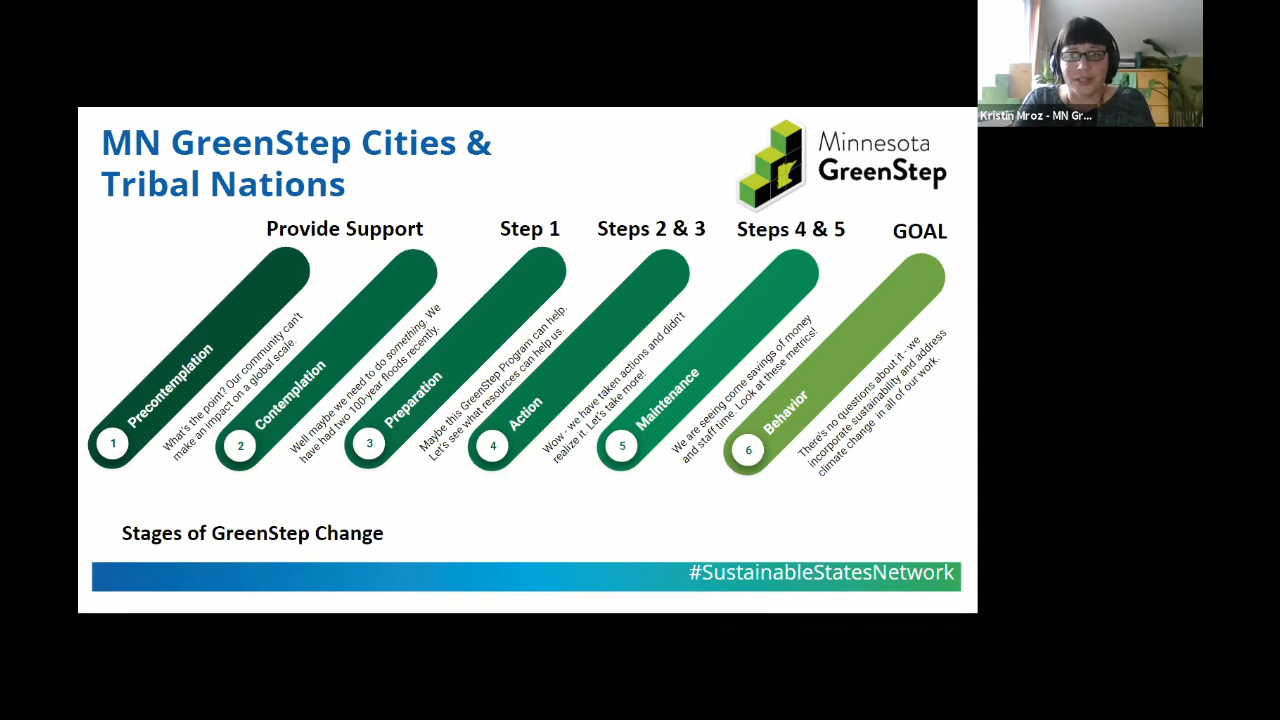 Kristin Mroz - MN Gr...
MN GreenStep Cities &
Tribal Nations
Minnesota
GreenStep
Provide Support
Step 1
Steps 2 & 3
Steps 4 & 5
GOAL
1
Precontemplation
What's the point? Our community can't
make an impact on a global scale.
2
Contemplation
Well maybe we need to do something. We
have had two 100-year floods recently.
3
Preparation
Maybe this GreenStep Program can help.
Let's see what resources can help us.
4
Action
Wow - we have taken actions and didn't
realize it. Let's take more!
5
Maintenance
We are seeing come savings of money
and staff time. Look at these metrics!
6
Behavior
There's no questions about it - we
incorporate sustainability and address
climate change in all of our work.
Stages of GreenStep Change
#SustainableStatesNetwork